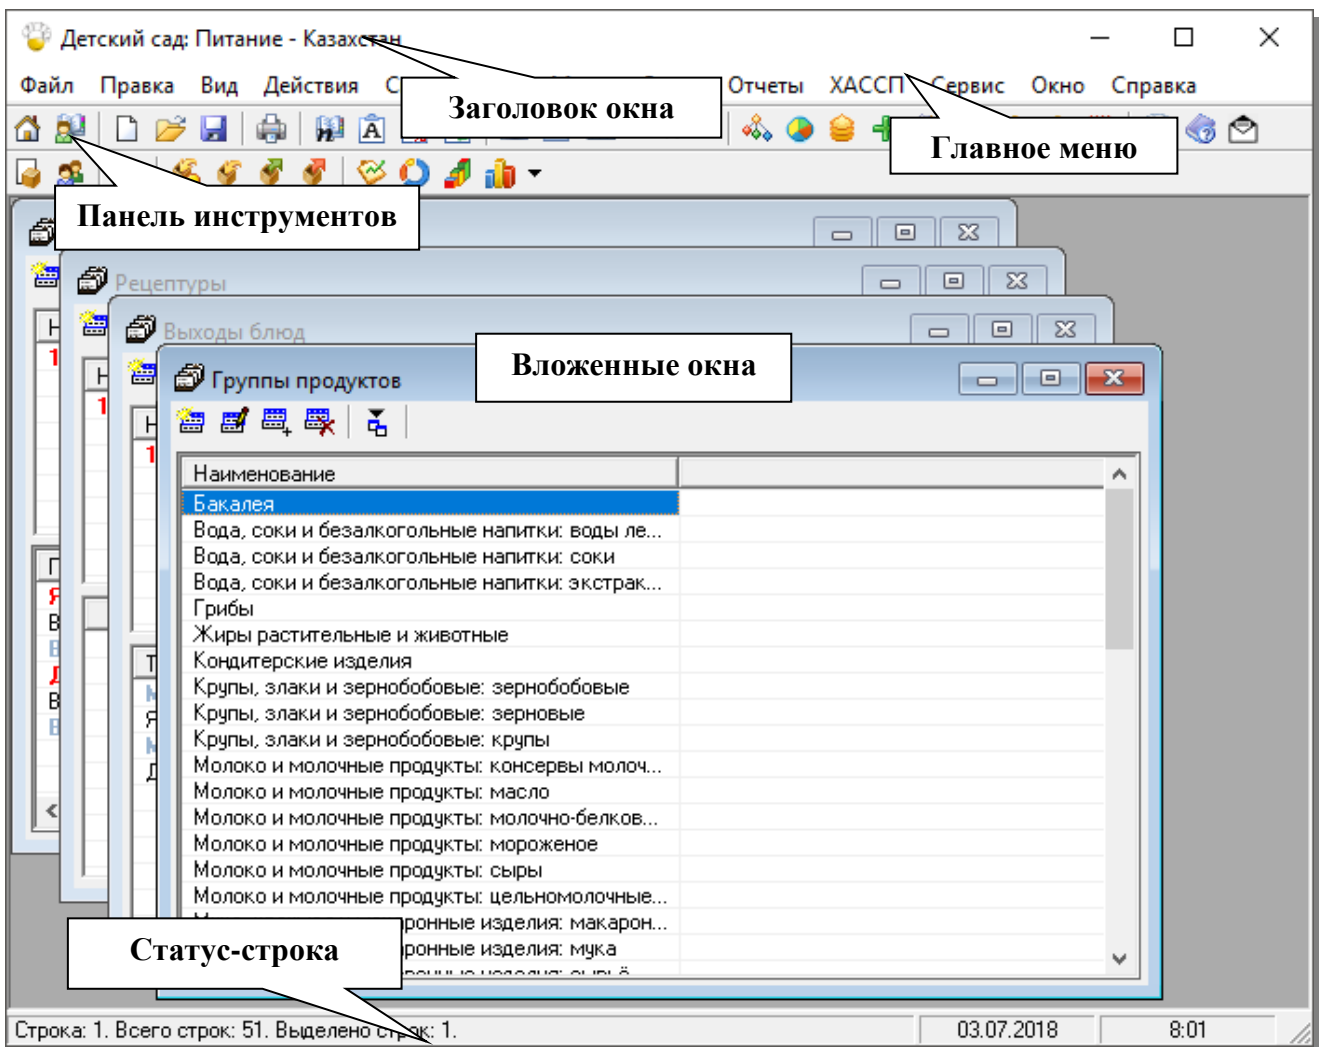 Детский сад: Питание - Казахстан
Файл Правка Вид Действия Отчеты ХАССП Сервис Окно Справка
Заголовок окна
Главное меню
Панель инструментов
Рецептуры
Выходы блюд
Вложенные окна
Группы продуктов
Наименование
Бакалея
Вода, соки и безалкогольные напитки: воды ле...
Вода, соки и безалкогольные напитки: соки
Вода, соки и безалкогольные напитки: экстрак...
Грибы
Жиры растительные и животные
Кондитерские изделия
Крупы, злаки и зернобобовые: зернобобовые
Крупы, злаки и зернобобовые: зерновые
Крупы, злаки и зернобобовые: крупы
Молоко и молочные продукты: консервы молоч...
Молоко и молочные продукты: масло
Молоко и молочные продукты: молочно-белков...
Молоко и молочные продукты: мороженое
Молоко и молочные продукты: сыры
Молоко и молочные продукты: цельномолочные...
изделия: макарон...
изделия: мука
Статус-строка
Строка: 1. Всего строк: 51. Выделено строк: 1.
03.07.2018
8:01